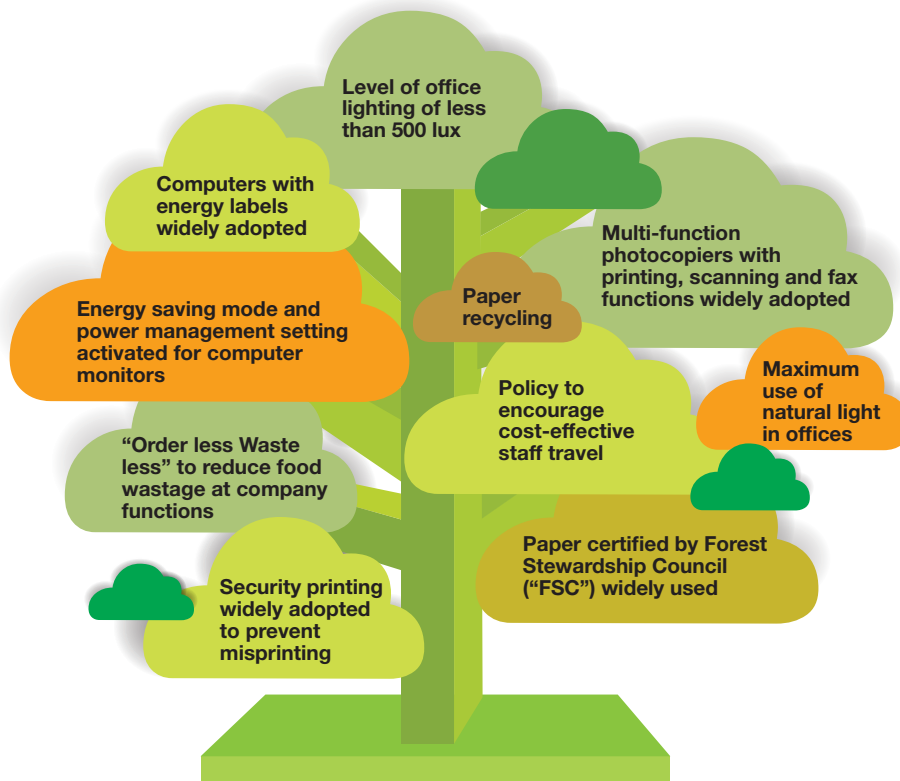 Level of office
lighting of less
than 500 lux
Computers with
energy labels
widely adopted
Multi-function
photocopiers with
printing, scanning and fax
functions widely adopted
Paper
recycling
Energy saving mode and
power management setting
activated for computer
monitors
Maximum
use of
natural light
in offices
Policy to
encourage
cost-effective
staff travel
“Order less Waste
less” to reduce food
wastage at company
functions
Paper certified by Forest
Stewardship Council
(“FSC”) widely used
Security printing
widely adopted
to prevent
misprinting